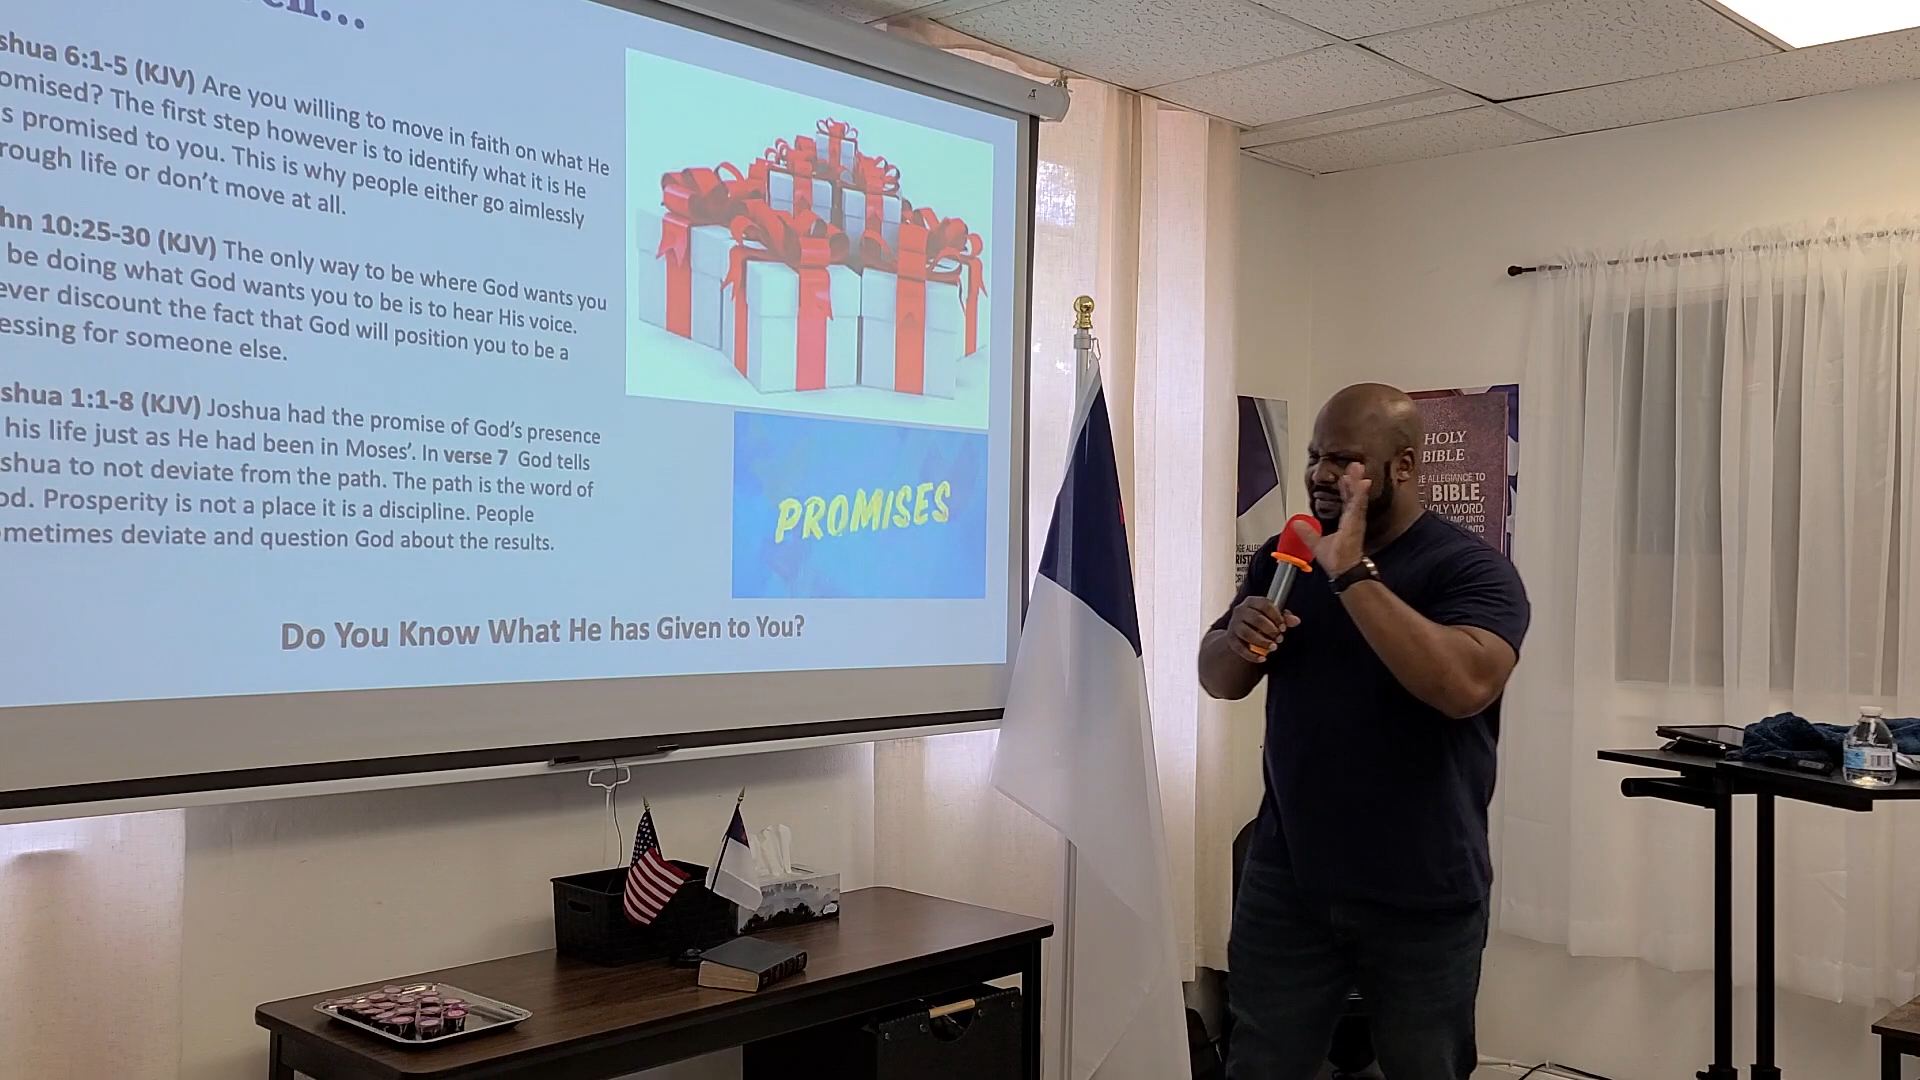 shua 6:1-5 (KJV) Are you willing to move in faith on what He
omised? The first step however is to identify what it is He
s promised to you. This is why people either go aimlessly
rough life or don't move at all.
hn 10:25-30 (KJV) The only way to be where God wants you
be doing what God wants you to be is to hear His voice.
ever discount the fact that God will position you to be a
essing for someone else.
shua 1:1-8 (KJV) Joshua had the promise of God's presence
his life just as He had been in Moses'. In verse 7 God tells
shua to not deviate from the path. The path is the word of
od. Prosperity is not a place it is a discipline. People
metimes deviate and question God about the results.
PROMISES
Do You Know What He has Given to You?
HOLY
BIBLE
GE ALLEGIANCE TO
BIBLE,
HOLY WORD.
AMP UNTO